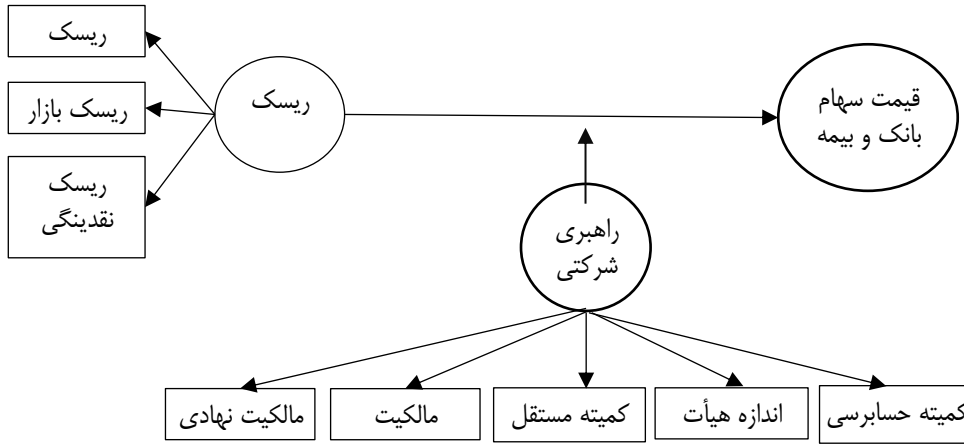 ریسک
ریسک بازار
ریسک
نقدینگی
ریسک
قیمت سهام
بانک و بیمه
راهبری
شرکتی
کمیته حسابرسی
اندازه هیأت
کمیته مستقل
مالکیت
مالکیت نهادی